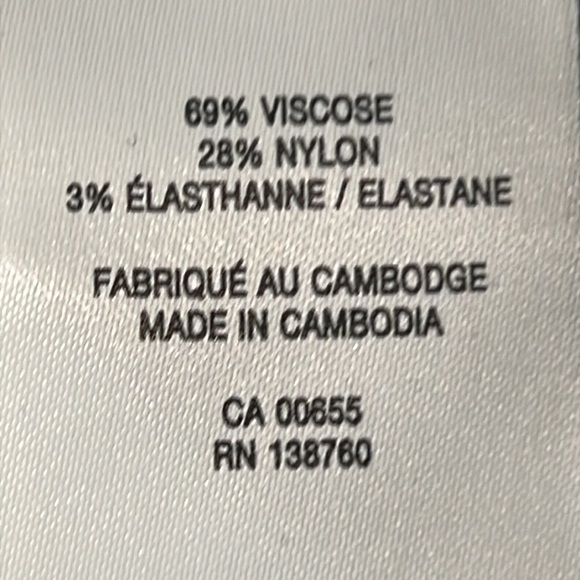 69% VISCOSE
28% NYLON
3% ÉLASTHANNE / ELASTANE
FABRIQUÉ AU CAMBODGE
MADE IN CAMBODIA
CA 00655
RN 138760